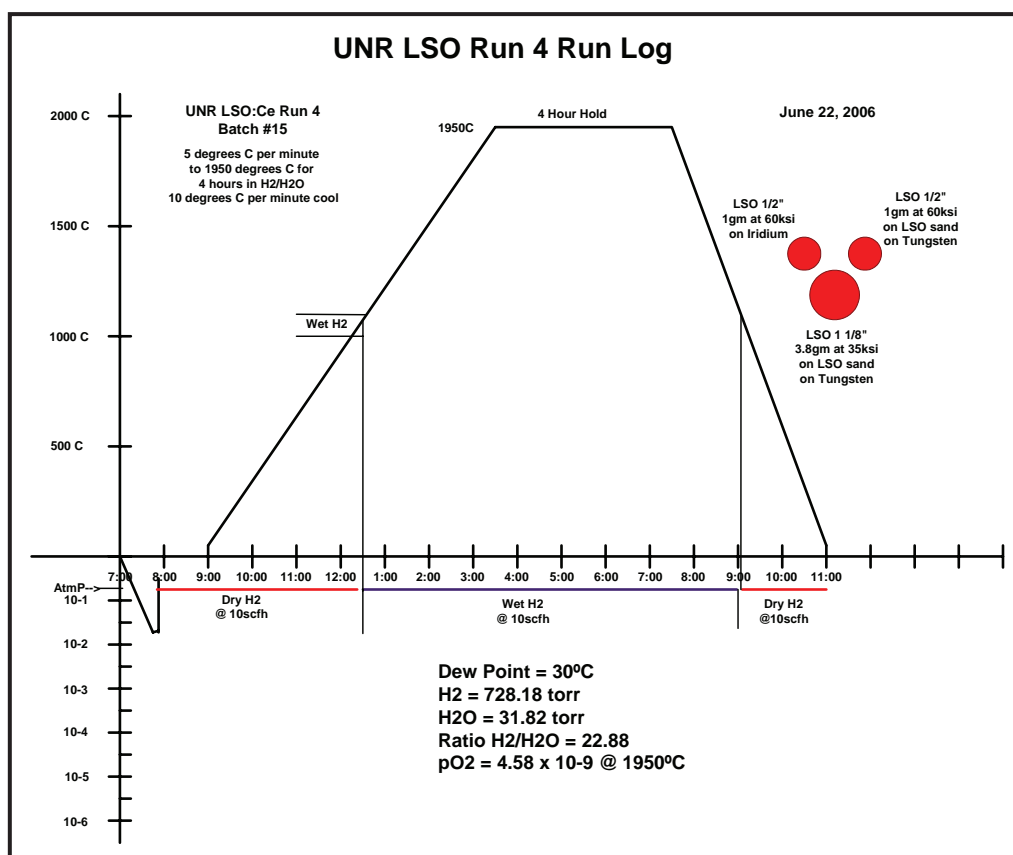 UNR LSO Run 4 Run Log
UNR LSO:Ce Run 4
Batch #15
5 degrees C per minute
to 1950 degrees C for
4 hours in H2/H2O
10 degrees C per minute cool
June 22, 2006
4 Hour Hold
1950C
2000 C
1500 C
1000 C
500 C
Wet H2
LSO 1/2"
1gm at 60ksi
on Iridium
LSO 1/2"
1gm at 60ksi
on LSO sand
on Tungsten
LSO 1 1/8"
3.8gm at 35ksi
on LSO sand
on Tungsten
7:00 8:00 9:00 10:00 11:00 12:00 1:00 2:00 3:00 4:00 5:00 6:00 7:00 8:00 9:00 10:00 11:00
AtmP-->
10-1
10-2
10-3
10-4
10-5
10-6
Dry H2
@ 10scfh
Wet H2
@ 10scfh
Dry H2
@10scfh
Dew Point = 30ºC
H2 = 728.18 torr
H2O = 31.82 torr
Ratio H2/H2O = 22.88
pO2 = 4.58 x 10-9 @ 1950ºC